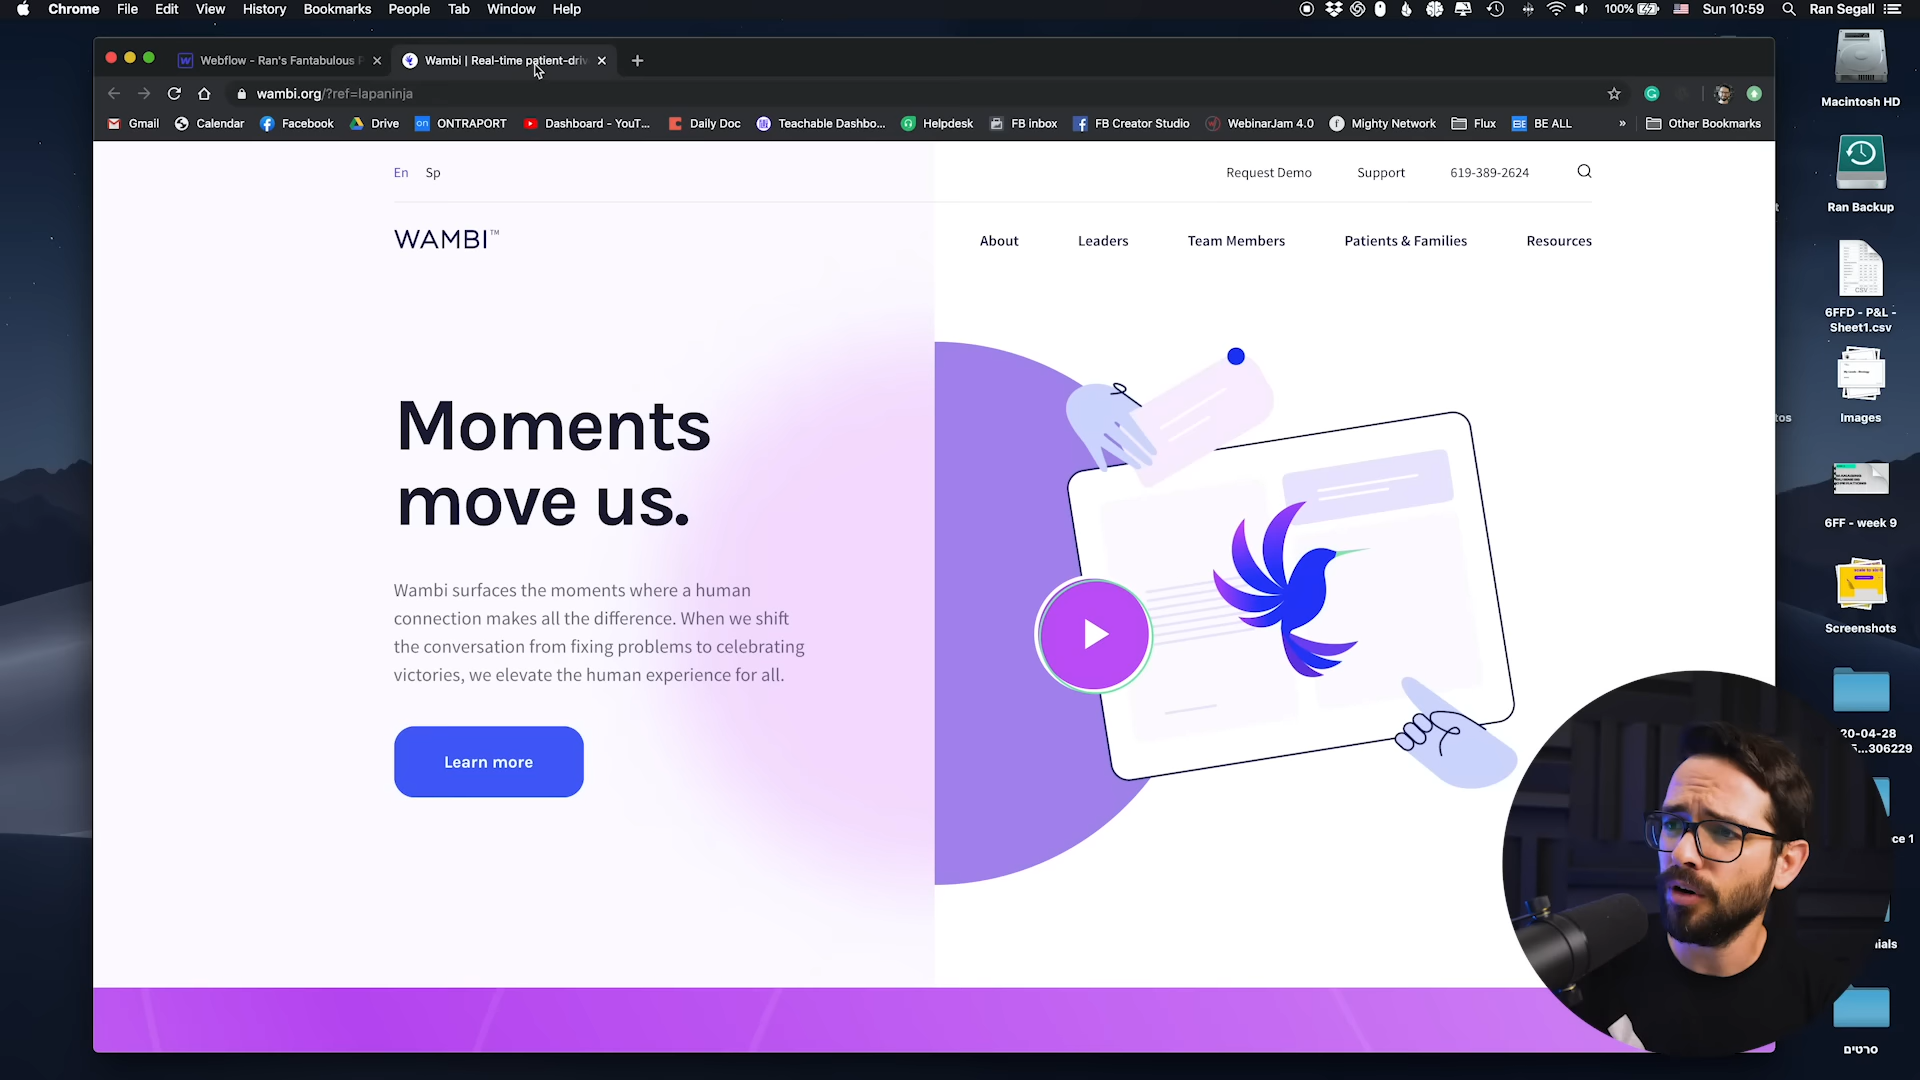 Chrome File Edit View History Bookmarks People Tab Window Help
100% Sun 10:59 Ran Segall
Webflow - Ran's Fantabulous
Wambi | Real-time patient-driv
wambi.org/?ref=lapaninja
Gmail Calendar Facebook Drive ONTRAPORT Dashboard - YouT... Daily Doc Teachable Dashbo... Helpdesk FB inbox FB Creator Studio WebinarJam 4.0 Mighty Network Flux BE ALL » Other Bookmarks
En Sp
Request Demo Support 619-389-2624
WAMBI™
About Leaders Team Members Patients & Families Resources
Moments
move us.
Wambi surfaces the moments where a human
connection makes all the difference. When we shift
the conversation from fixing problems to celebrating
victories, we elevate the human experience for all.
Learn more
Macintosh HD
Ran Backup
CSV
6FFD - P&L -
Sheet1.csv
Images
6FF - week 9
Screenshots
20-04-28
5...306229
ce 1
ials
סרטים